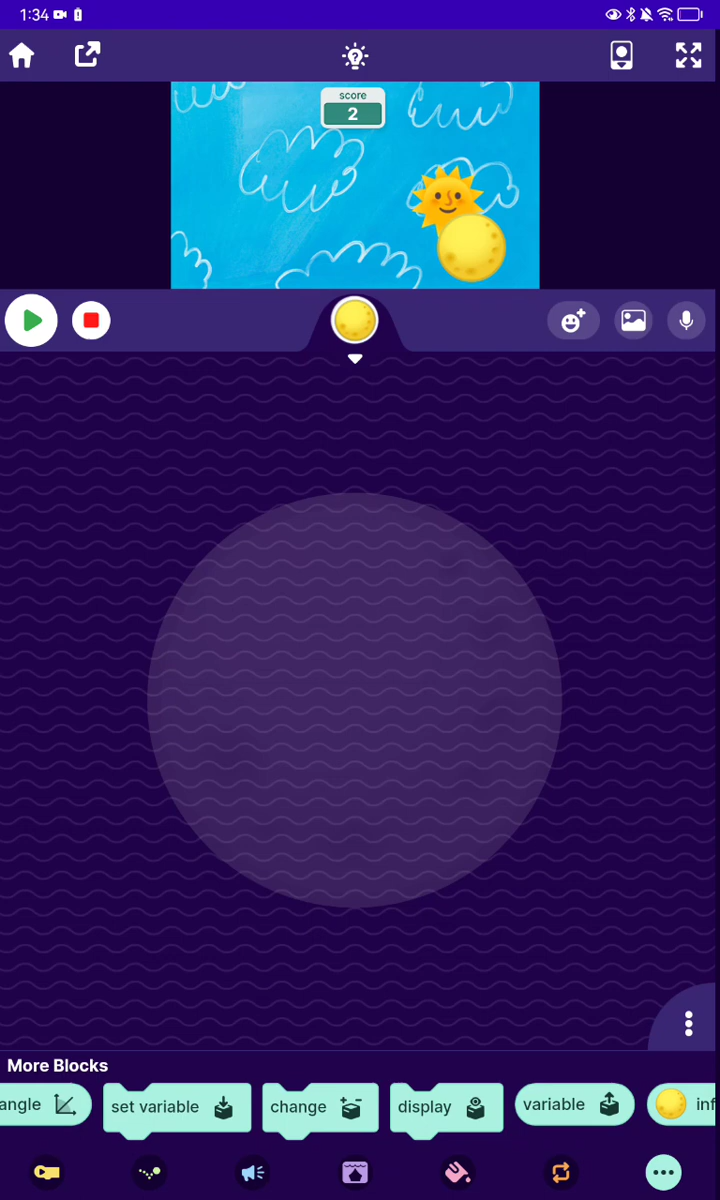 1:34
score
2
More Blocks
angle
set variable
change
display
variable
inf